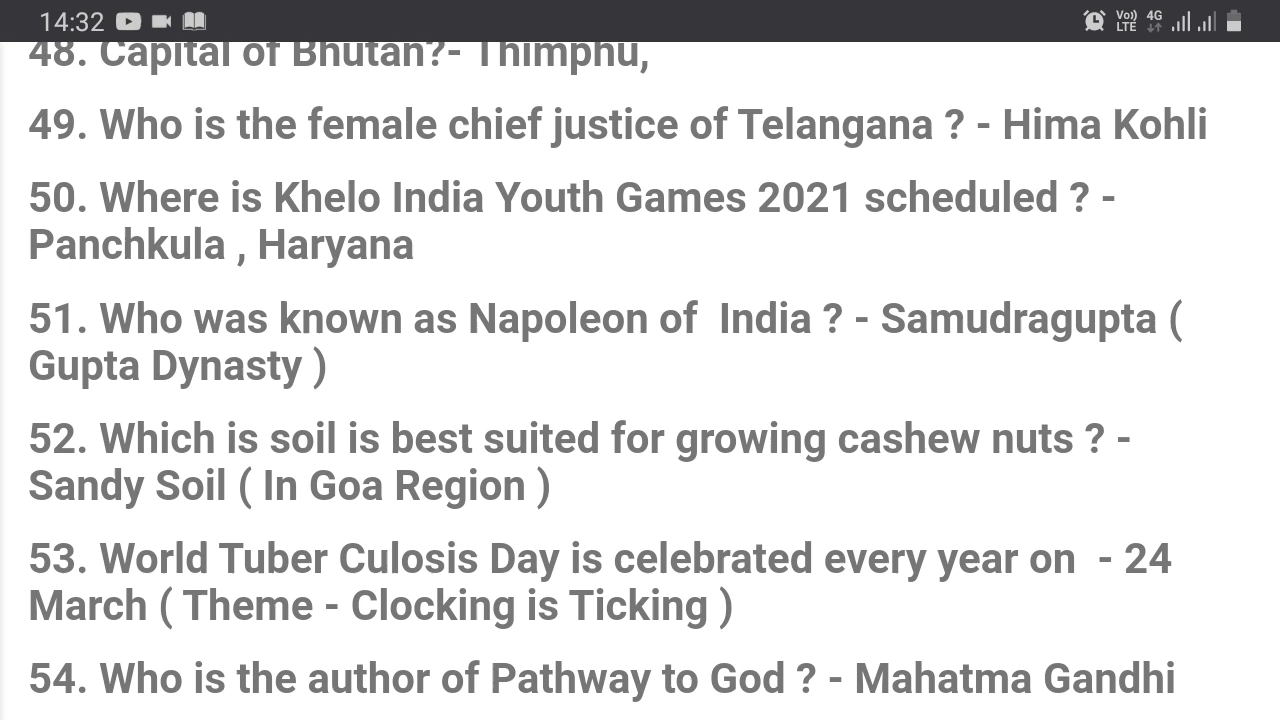 14:32 Vo) LTE 4G
48. Capital of Bhutan?- Thimphu,
49. Who is the female chief justice of Telangana ? - Hima Kohli
50. Where is Khelo India Youth Games 2021 scheduled ? -
Panchkula , Haryana
51. Who was known as Napoleon of  India ? - Samudragupta (
Gupta Dynasty )
52. Which is soil is best suited for growing cashew nuts ? -
Sandy Soil ( In Goa Region )
53. World Tuber Culosis Day is celebrated every year on  - 24
March ( Theme - Clocking is Ticking )
54. Who is the author of Pathway to God ? - Mahatma Gandhi